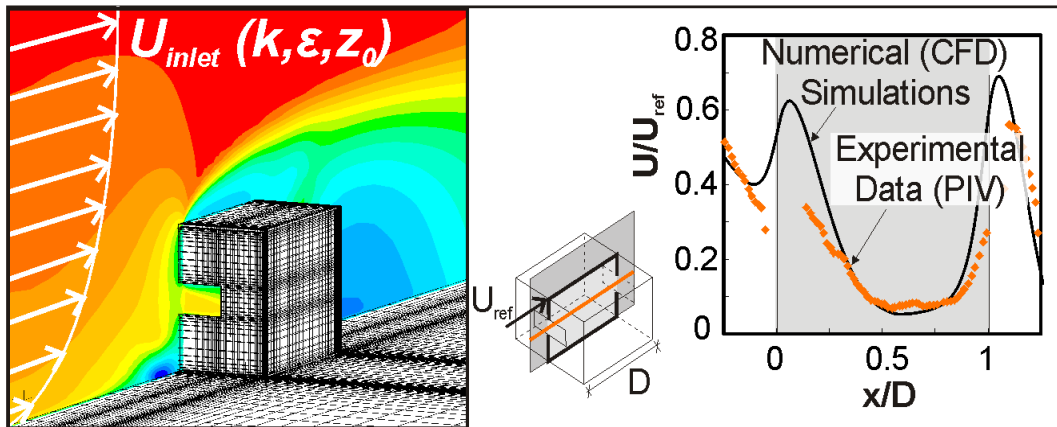 U_inlet (k,ε,z_0)
U_ref
D
U/U_ref
0.8
0.6
0.4
0.2
0
Numerical (CFD)
Simulations
Experimental
Data (PIV)
0 0.5 1
x/D